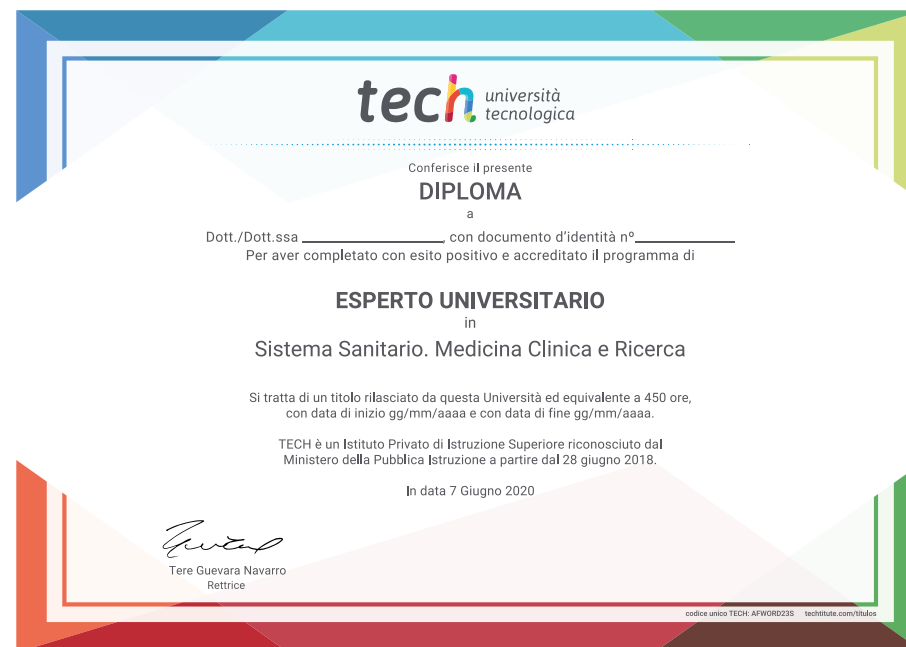 tech università
tecnologica
Conferisce il presente
DIPLOMA
a
Dott./Dott.ssa ________________, con documento d'identità nº____________
Per aver completato con esito positivo e accreditato il programma di
ESPERTO UNIVERSITARIO
in
Sistema Sanitario. Medicina Clinica e Ricerca
Si tratta di un titolo rilasciato da questa Università ed equivalente a 450 ore,
con data di inizio gg/mm/aaaa e con data di fine gg/mm/aaaa.
TECH è un Istituto Privato di Istruzione Superiore riconosciuto dal
Ministero della Pubblica Istruzione a partire dal 28 giugno 2018.
In data 7 Giugno 2020
Tere Guevara Navarro
Rettrice
codice unico TECH: AFWORD23S techtitute.com/títulos